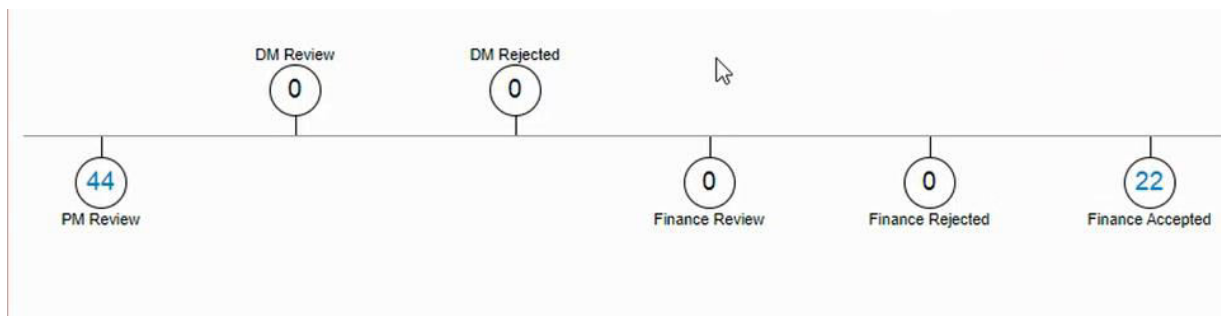 DM Review
0
DM Rejected
0
44
PM Review
0
Finance Review
0
Finance Rejected
22
Finance Accepted